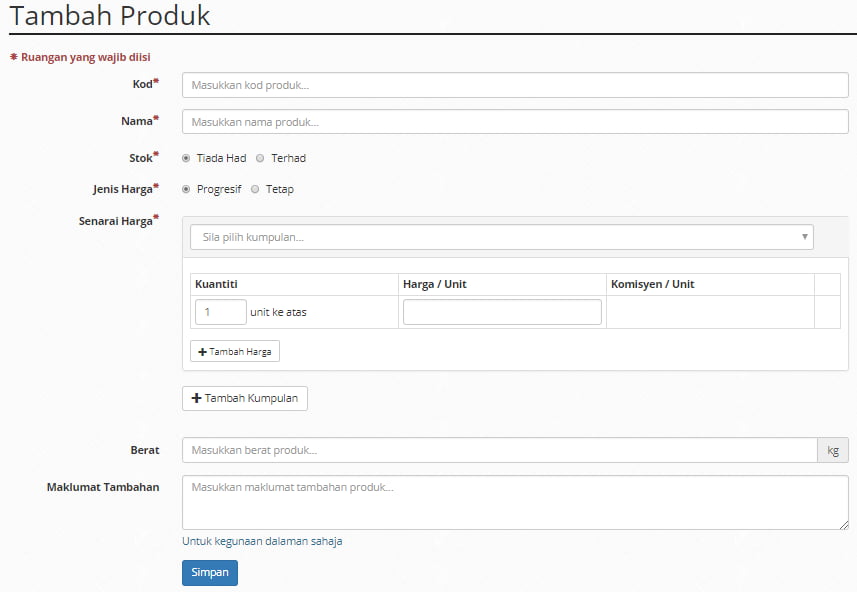 Tambah Produk
* Ruangan yang wajib diisi
Kod* Masukkan kod produk...
Nama* Masukkan nama produk...
Stok* Tiada Had Terhad
Jenis Harga* Progresif Tetap
Senarai Harga*
Sila pilih kumpulan...
Kuantiti Harga / Unit Komisyen / Unit
1 unit ke atas
+ Tambah Harga
+ Tambah Kumpulan
Berat Masukkan berat produk... kg
Maklumat Tambahan Masukkan maklumat tambahan produk...
Untuk kegunaan dalaman sahaja
Simpan